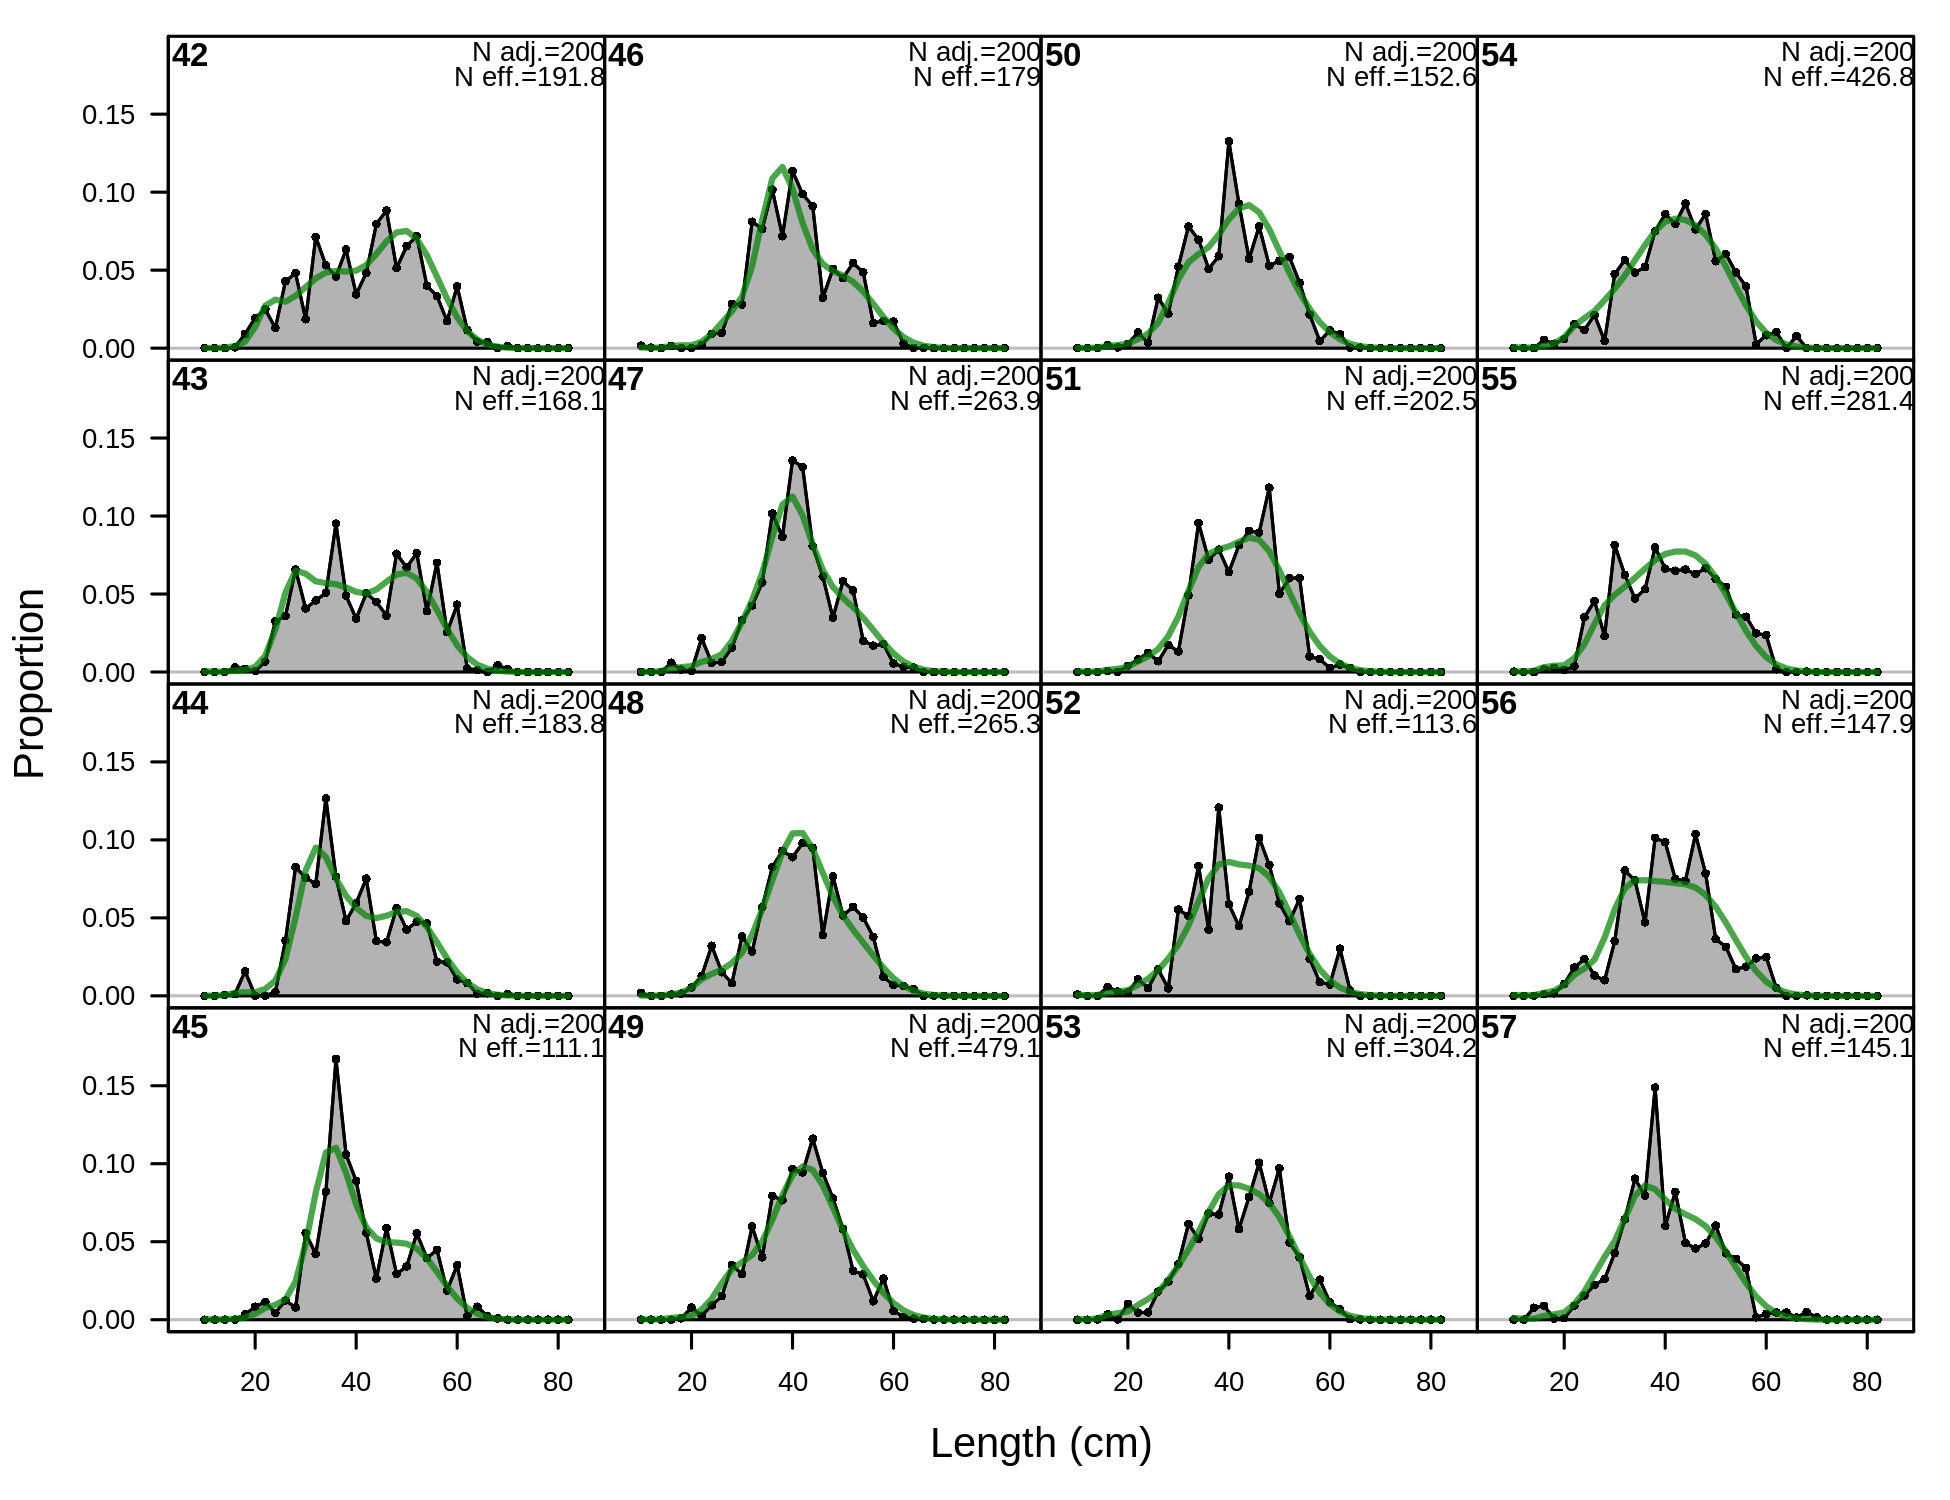 42 N adj.=200 46 N adj.=200 50 N adj.=200 54 N adj.=200
N eff.=191.8 N eff.=179 N eff.=152.6 N eff.=426.8
0.15
0.10
0.05
0.00
43 N adj.=200 47 N adj.=200 51 N adj.=200 55 N adj.=200
N eff.=168.1 N eff.=263.9 N eff.=202.5 N eff.=281.4
0.15
0.10
0.05
0.00
44 N adj.=200 48 N adj.=200 52 N adj.=200 56 N adj.=200
N eff.=183.8 N eff.=265.3 N eff.=113.6 N eff.=147.9
0.15
0.10
0.05
0.00
45 N adj.=200 49 N adj.=200 53 N adj.=200 57 N adj.=200
N eff.=111.1 N eff.=479.1 N eff.=304.2 N eff.=145.1
0.15
0.10
0.05
0.00
Proportion
20 40 60 80 20 40 60 80 20 40 60 80 20 40 60 80
Length (cm)